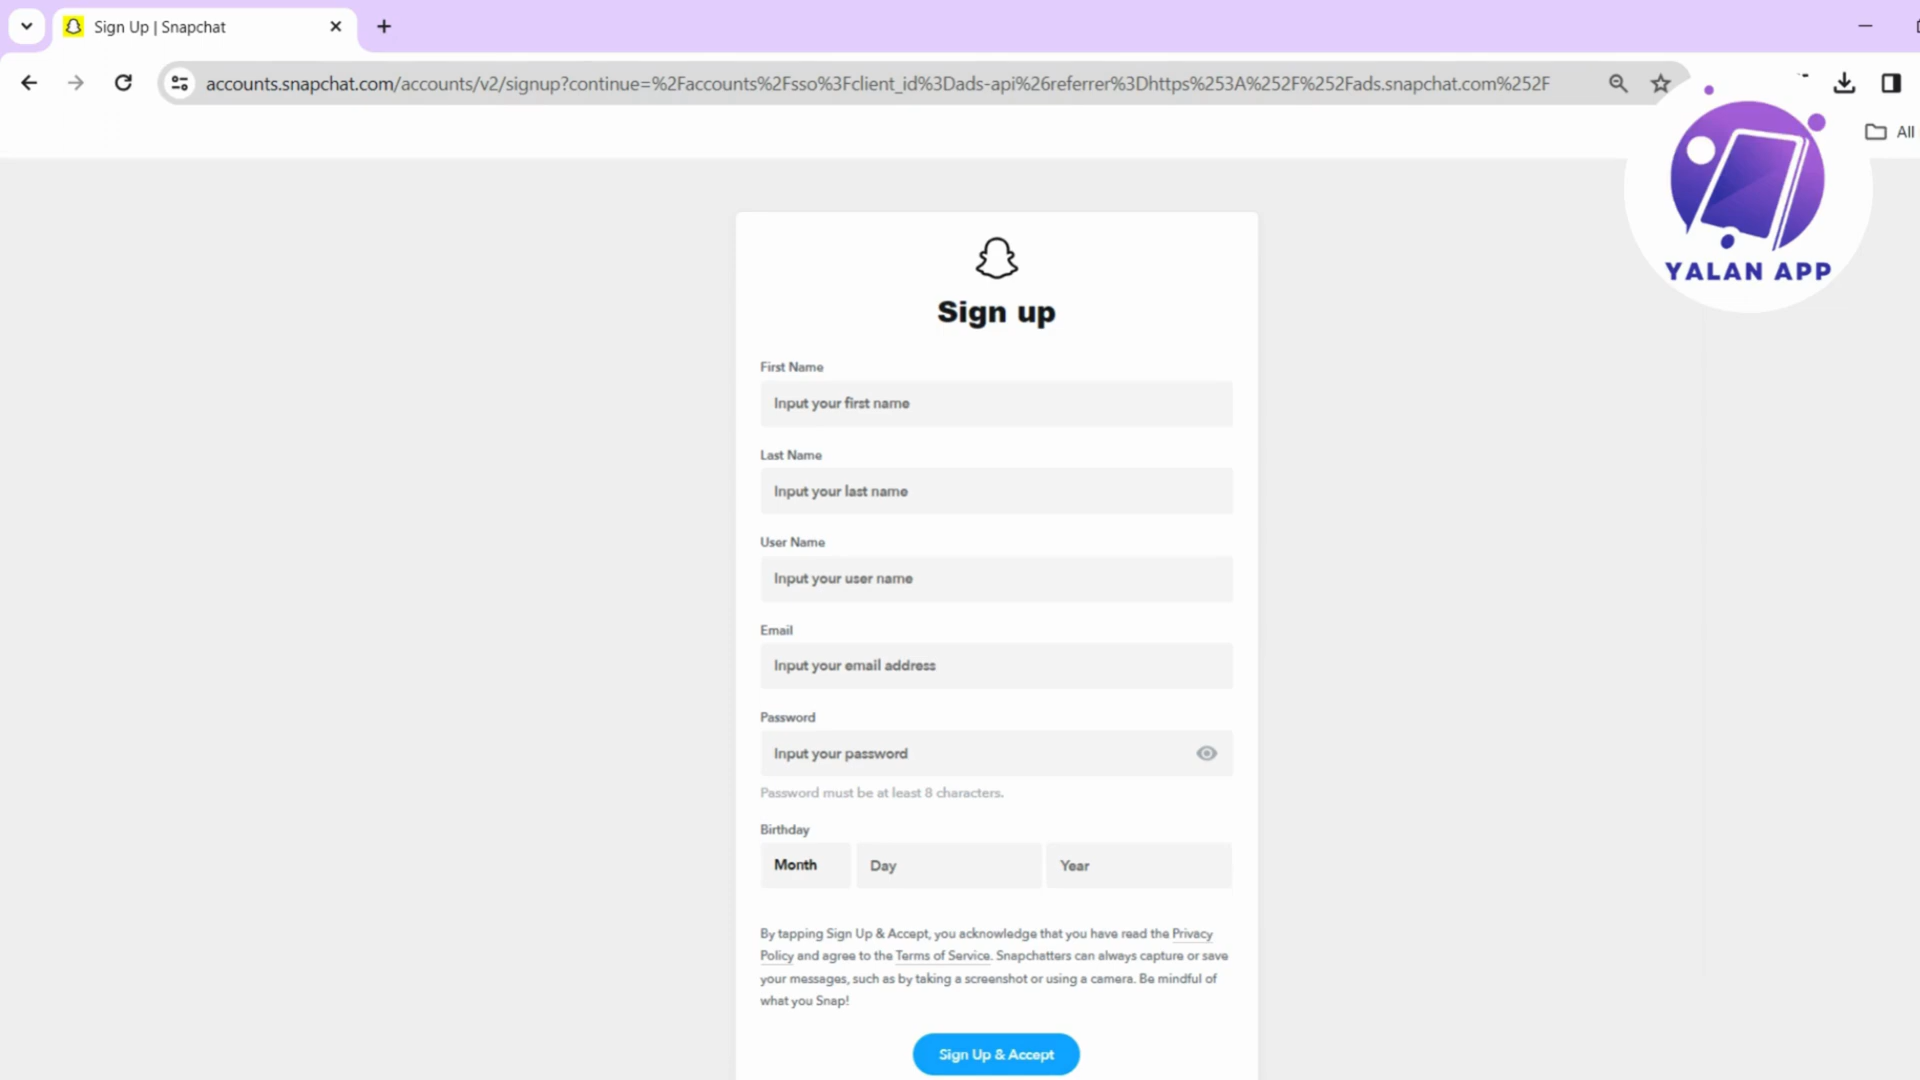 Sign Up | Snapchat
accounts.snapchat.com/accounts/v2/signup?continue=%2Faccounts%2Fsso%3Fclient_id%3Dads-api%26referrer%3Dhttps%253A%252F%252Fads.snapchat.com%252F
All
YALAN APP
Sign up
First Name
Input your first name
Last Name
Input your last name
User Name
Input your user name
Email
Input your email address
Password
Input your password
Password must be at least 8 characters.
Birthday
Month Day Year
By tapping Sign Up & Accept, you acknowledge that you have read the Privacy
Policy and agree to the Terms of Service. Snapchatters can always capture or save
your messages, such as by taking a screenshot or using a camera. Be mindful of
what you Snap!
Sign Up & Accept